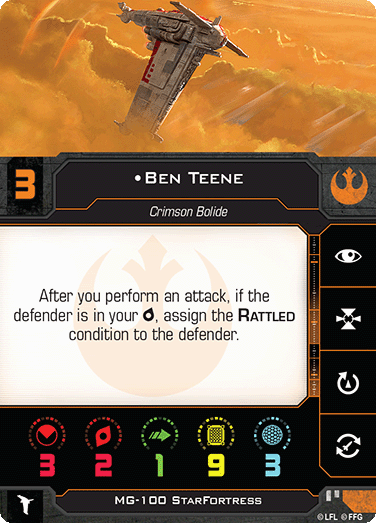 3
•Ben Teene
Crimson Bolide
After you perform an attack, if the
defender is in your , assign the Rattled
condition to the defender.
3 2 1 9 3
MG-100 StarFortress
©LFL ©FFG